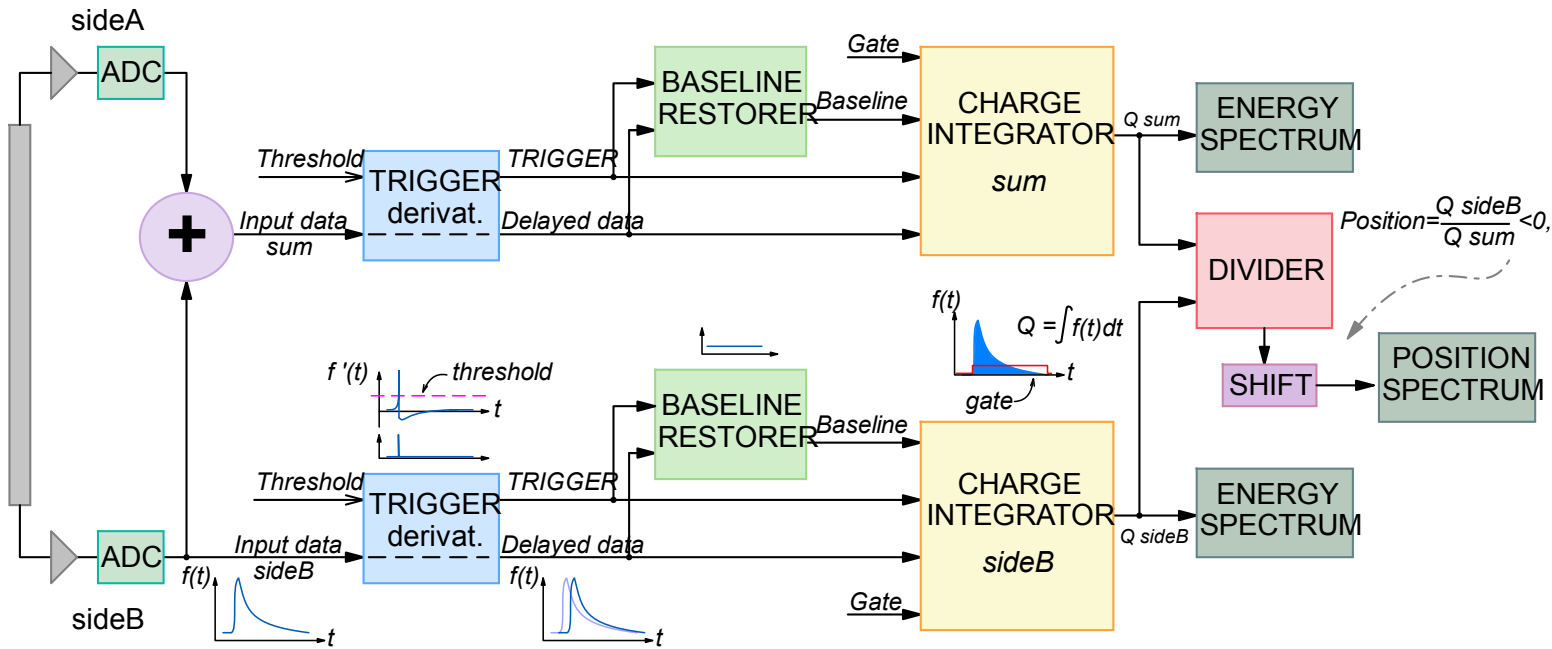 sideA
ADC
+
Threshold
Input data
sum
TRIGGER
derivat.
TRIGGER
Delayed data
BASELINE
RESTORER
Baseline
Gate
CHARGE
INTEGRATOR
sum
Q sum
ENERGY
SPECTRUM
Position=Q sideB/Q sum<0,
DIVIDER
SHIFT
POSITION
SPECTRUM
f(t)
Q =∫f(t)dt
t
gate
f '(t)
threshold
t
Threshold
TRIGGER
derivat.
TRIGGER
Delayed data
BASELINE
RESTORER
Baseline
CHARGE
INTEGRATOR
sideB
Gate
Q sideB
ENERGY
SPECTRUM
ADC
Input data
sideB
sideB
f(t)
t
f(t)
t